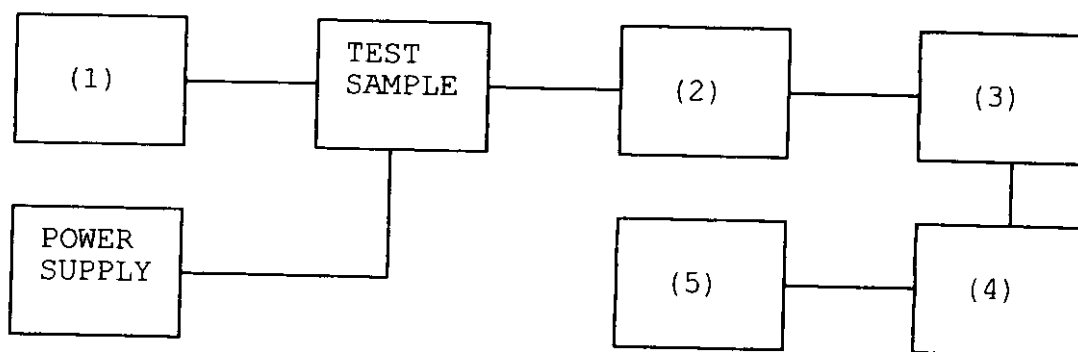 (1)
TEST
SAMPLE
(2)
(3)
POWER
SUPPLY
(5)
(4)